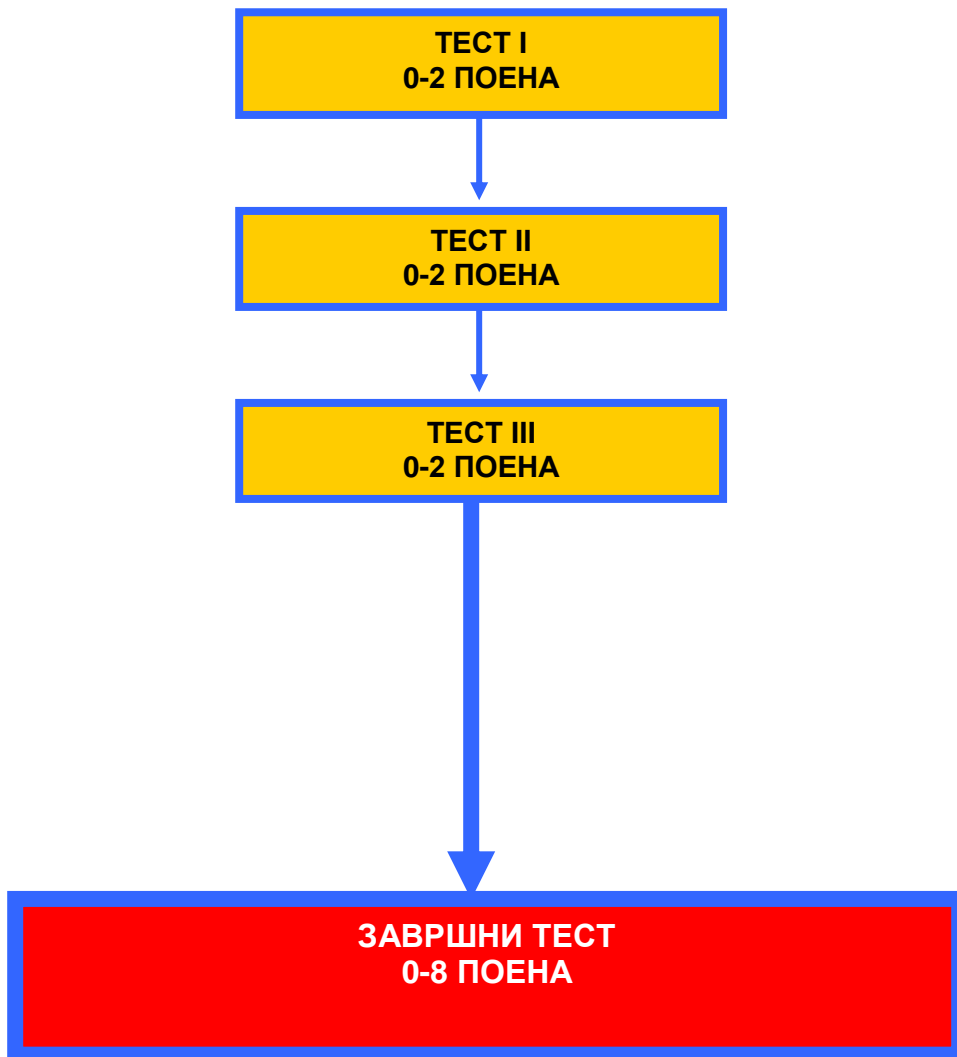 ТЕСТ I
0-2 ПОЕНА
ТЕСТ II
0-2 ПОЕНА
ТЕСТ III
0-2 ПОЕНА
ЗАВРШНИ ТЕСТ
0-8 ПОЕНА